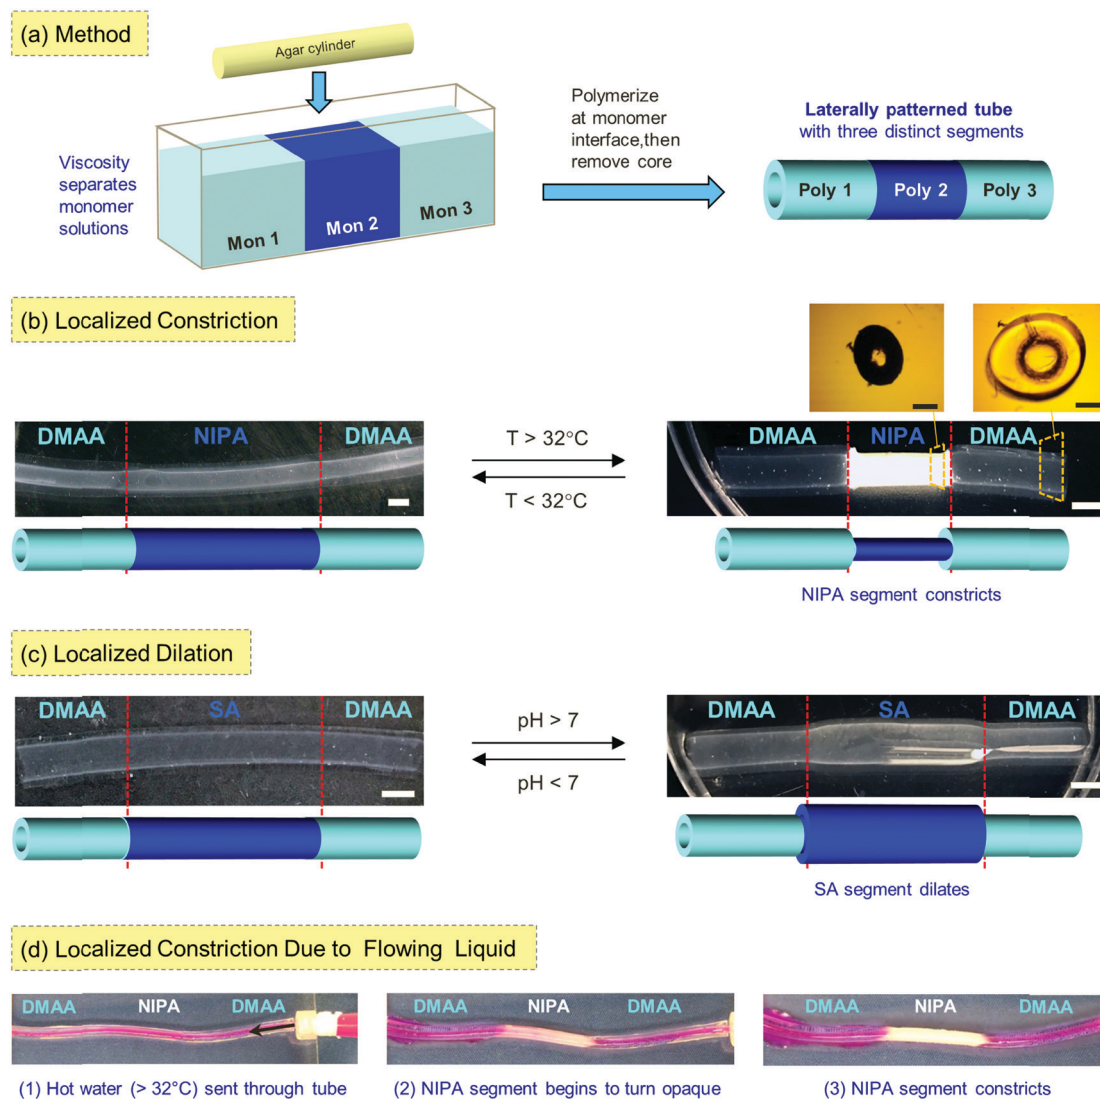 (a) Method
Agar cylinder
Viscosity
separates
monomer
solutions
Mon 1
Mon 2
Mon 3
Polymerize
at monomer
interface,then
remove core
Laterally patterned tube
with three distinct segments
Poly 1
Poly 2
Poly 3
(b) Localized Constriction
DMAA
NIPA
DMAA
T > 32°C
T < 32°C
DMAA
NIPA
DMAA
NIPA segment constricts
(c) Localized Dilation
DMAA
SA
DMAA
pH > 7
pH < 7
DMAA
SA
DMAA
SA segment dilates
(d) Localized Constriction Due to Flowing Liquid
DMAA
NIPA
DMAA
(1) Hot water (> 32°C) sent through tube
DMAA
NIPA
DMAA
(2) NIPA segment begins to turn opaque
DMAA
NIPA
DMAA
(3) NIPA segment constricts